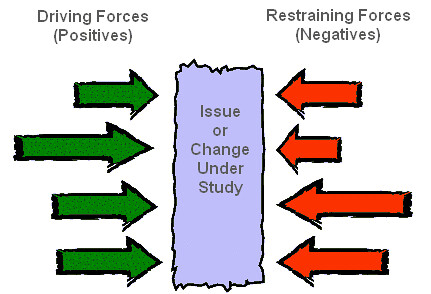 Driving Forces
(Positives)
Restraining Forces
(Negatives)
Issue
or
Change
Under
Study